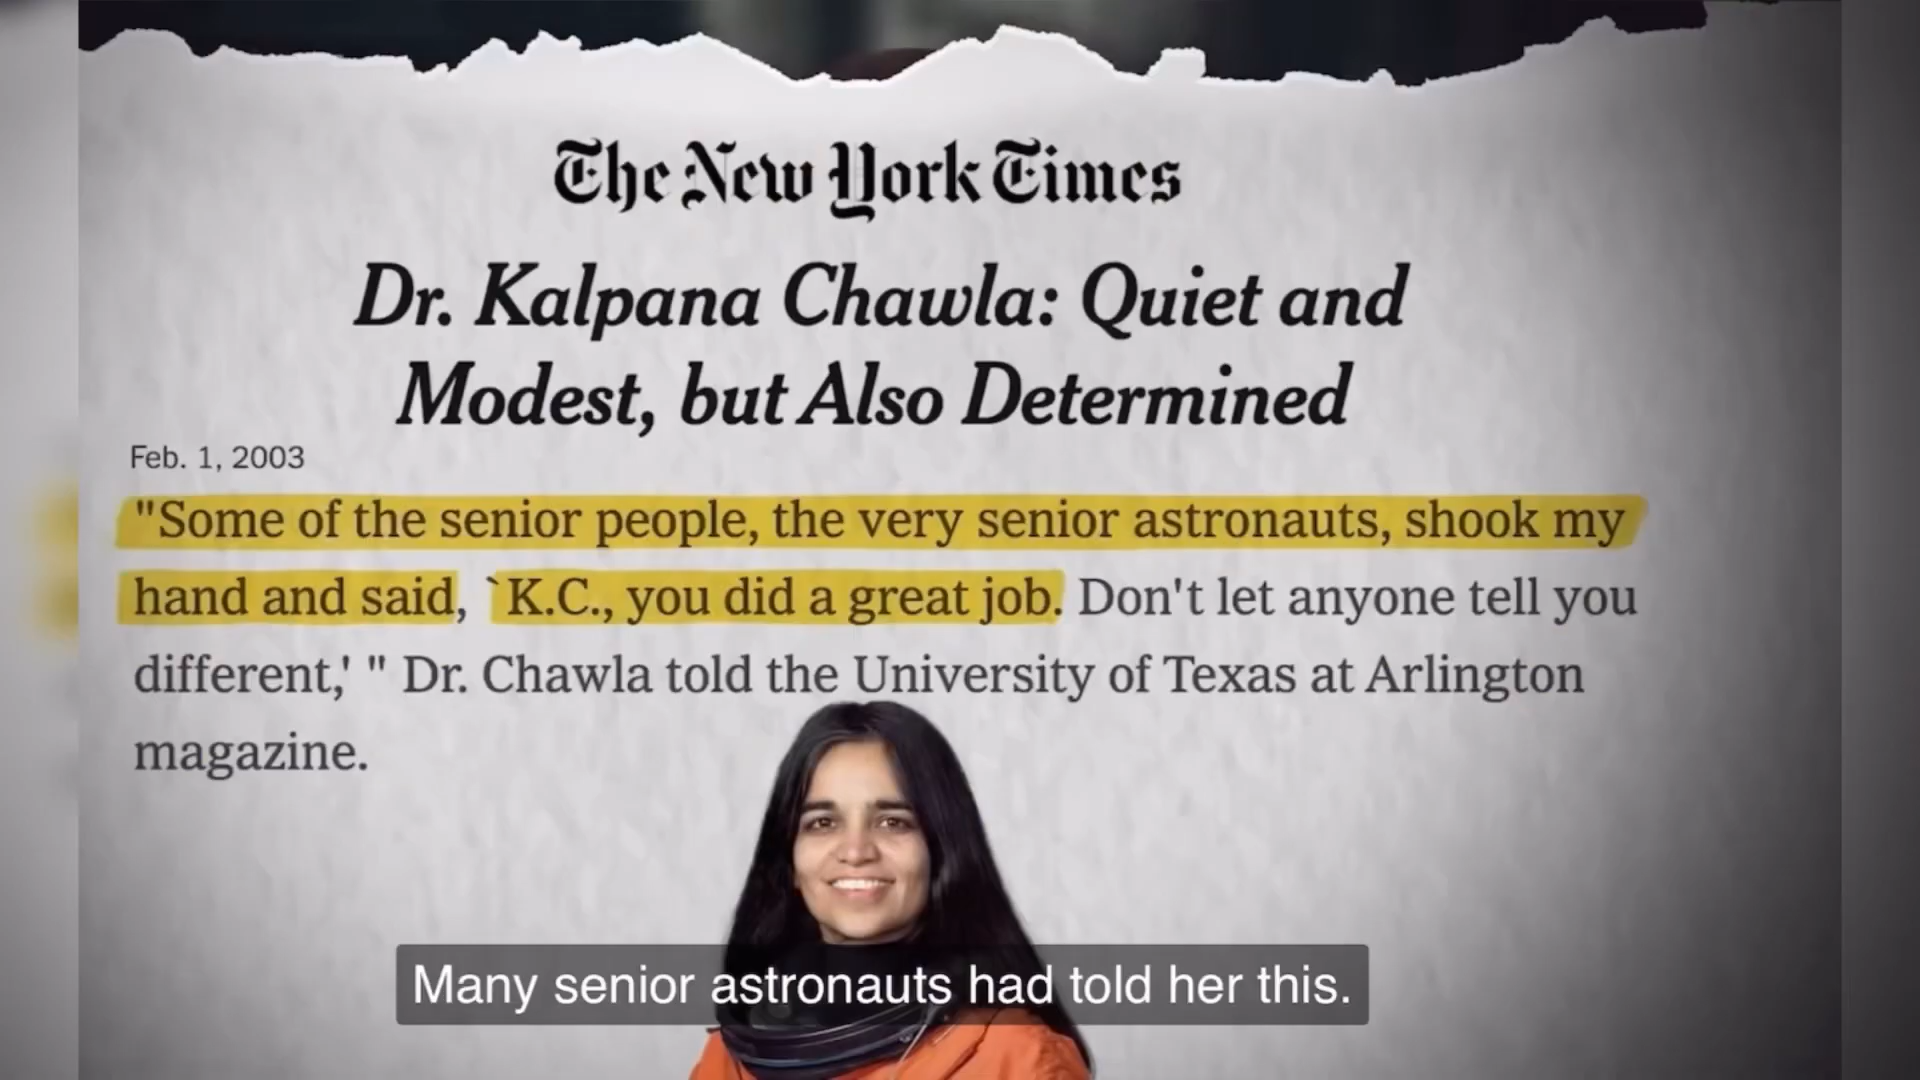 The New York Times
Dr. Kalpana Chawla: Quiet and
Modest, but Also Determined
Feb. 1, 2003
"Some of the senior people, the very senior astronauts, shook my
hand and said, `K.C., you did a great job. Don't let anyone tell you
different,' " Dr. Chawla told the University of Texas at Arlington
magazine.
Many senior astronauts had told her this.